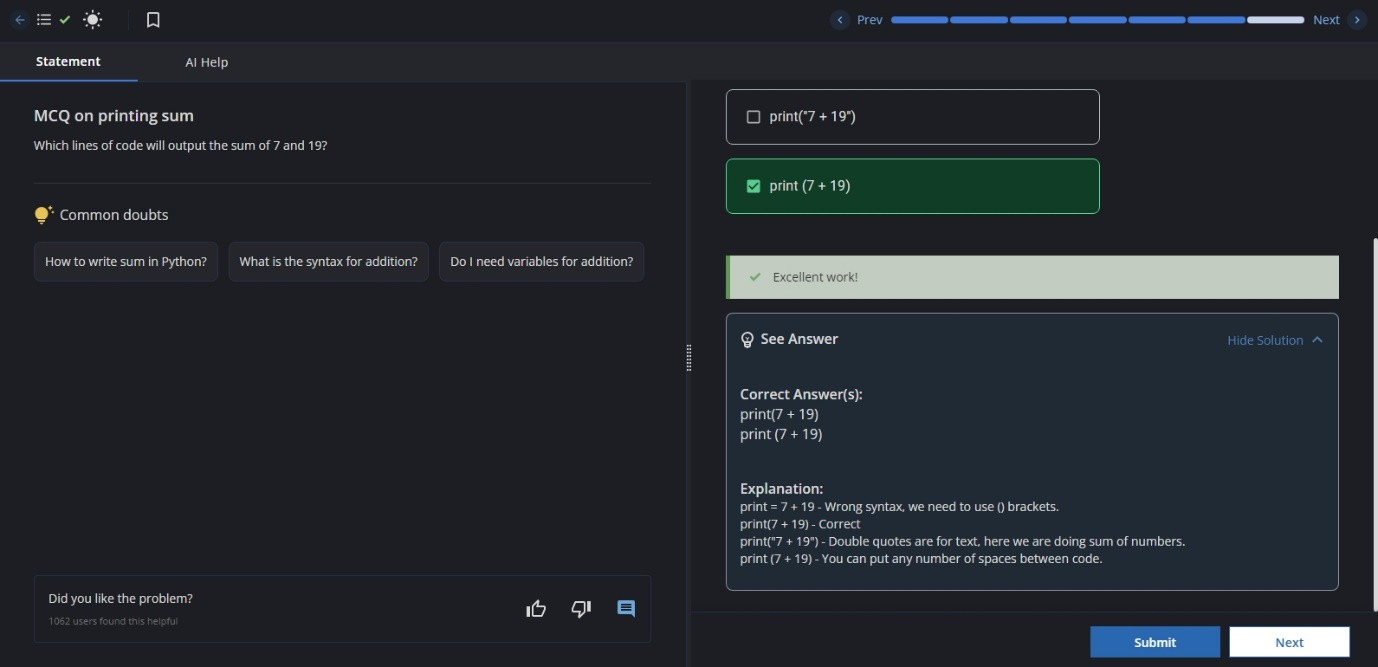 Prev
Next
Statement
AI Help
MCQ on printing sum
Which lines of code will output the sum of 7 and 19?
Common doubts
How to write sum in Python?
What is the syntax for addition?
Do I need variables for addition?
Did you like the problem?
1062 users found this helpful
print("7 + 19")
print (7 + 19)
Excellent work!
See Answer
Hide Solution
Correct Answer(s):
print(7 + 19)
print (7 + 19)
Explanation:
print = 7 + 19 - Wrong syntax, we need to use () brackets.
print(7 + 19) - Correct
print("7 + 19") - Double quotes are for text, here we are doing sum of numbers.
print (7 + 19) - You can put any number of spaces between code.
Submit
Next